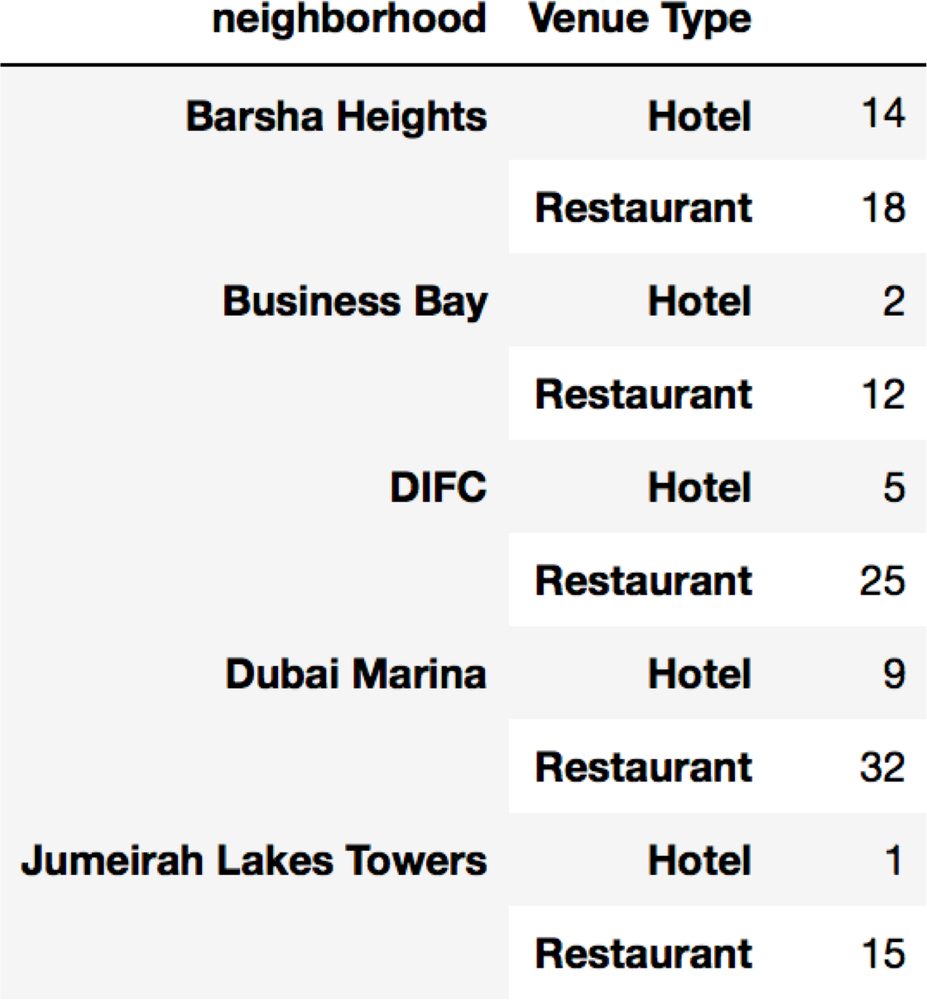 neighborhood Venue Type
Barsha Heights Hotel 14
Restaurant 18
Business Bay Hotel 2
Restaurant 12
DIFC Hotel 5
Restaurant 25
Dubai Marina Hotel 9
Restaurant 32
Jumeirah Lakes Towers Hotel 1
Restaurant 15